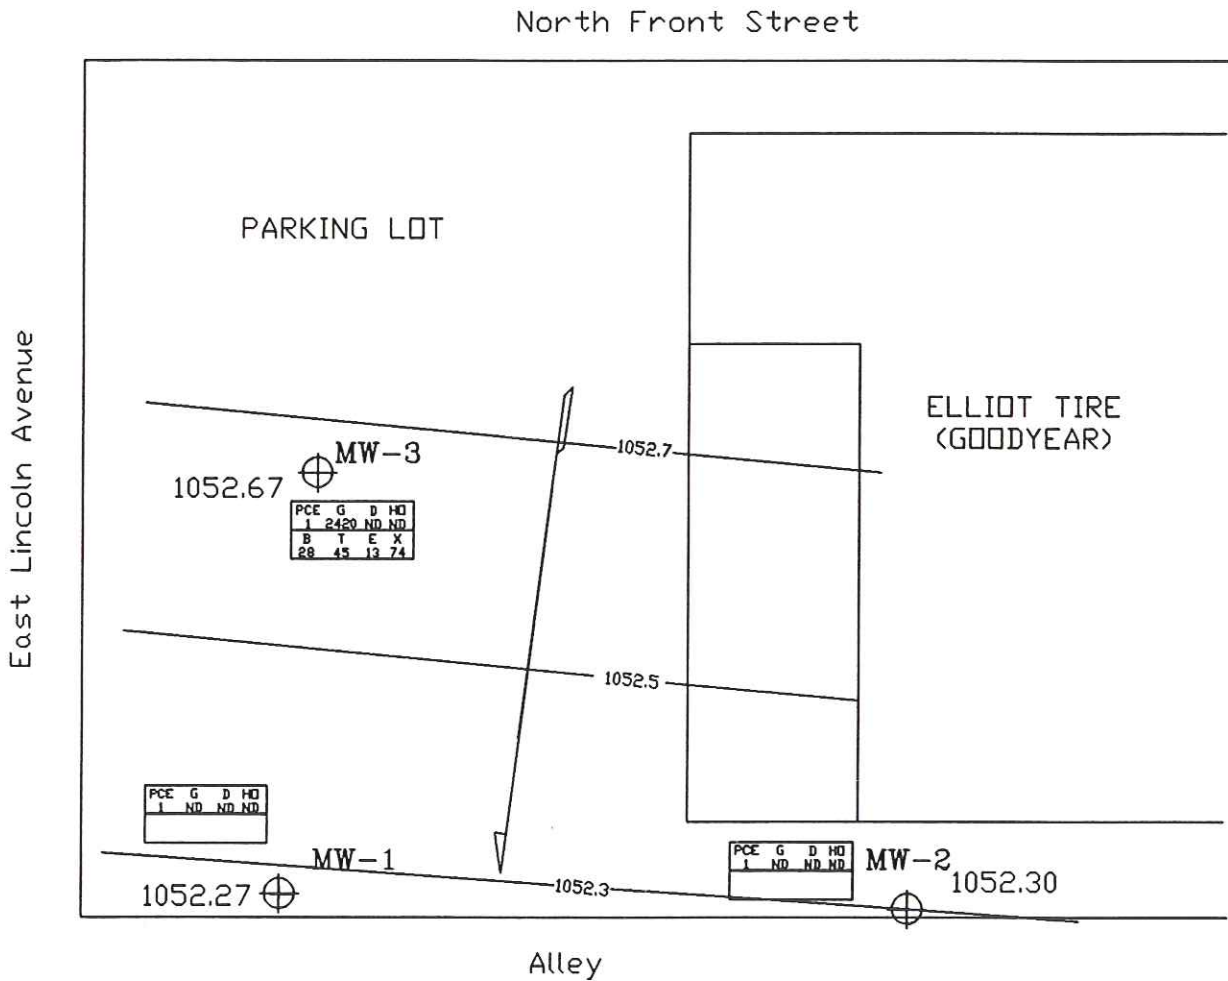 North Front Street
PARKING LOT
East Lincoln Avenue
ELLIOT TIRE
(GOODYEAR)
1052.7
MW-3
1052.67
PCE G D HO
1 2420 ND ND
B T E X
28 45 13 74
1052.5
PCE G D HO
1 ND ND ND
MW-1
1052.27
1052.3
PCE G D HO
1 ND ND ND
MW-2
1052.30
Alley